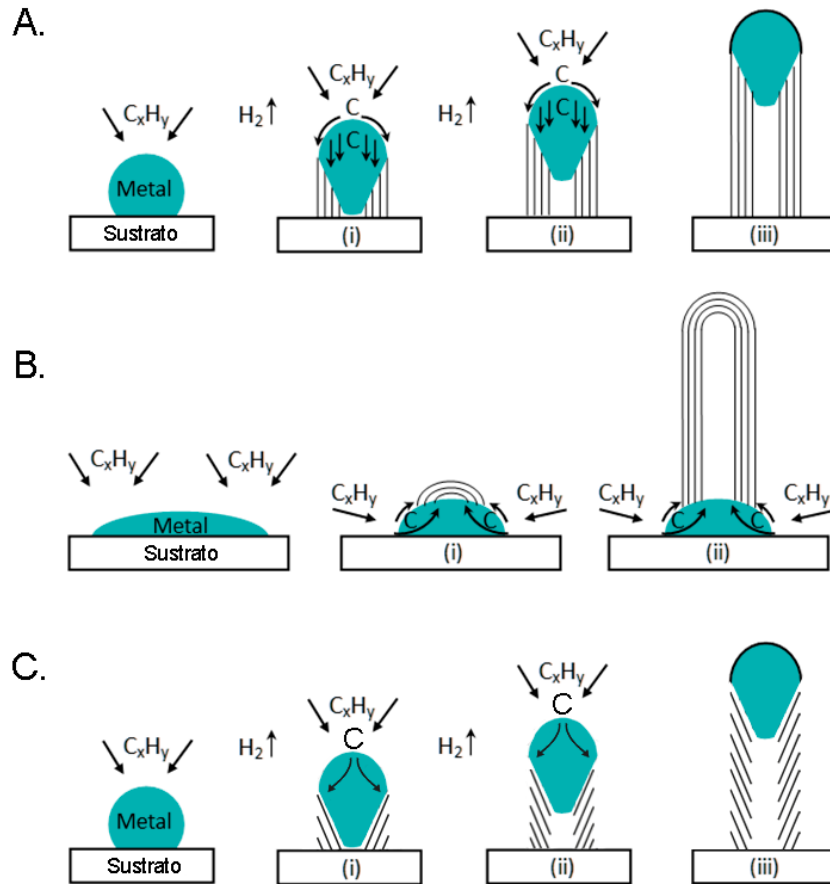 A.
CxHy
Metal
Sustrato
H2↑
CxHy
C
C
(i)
H2↑
CxHy
C
C
(ii)
(iii)
B.
CxHy
CxHy
Metal
Sustrato
CxHy
CxHy
C
C
(i)
CxHy
CxHy
C
C
(ii)
C.
CxHy
Metal
Sustrato
H2↑
CxHy
C
(i)
H2↑
CxHy
C
(ii)
(iii)